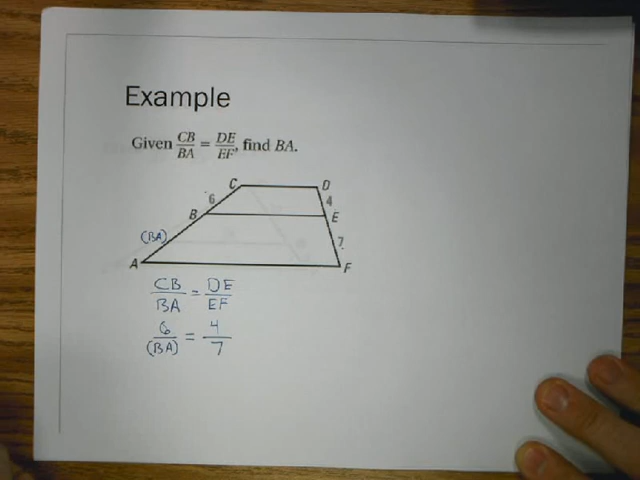 Example
Given CB/BA = DE/EF, find BA.
C D
6 4
B E
(BA) 7
A F
CB/BA = DE/EF
6/(BA) = 4/7